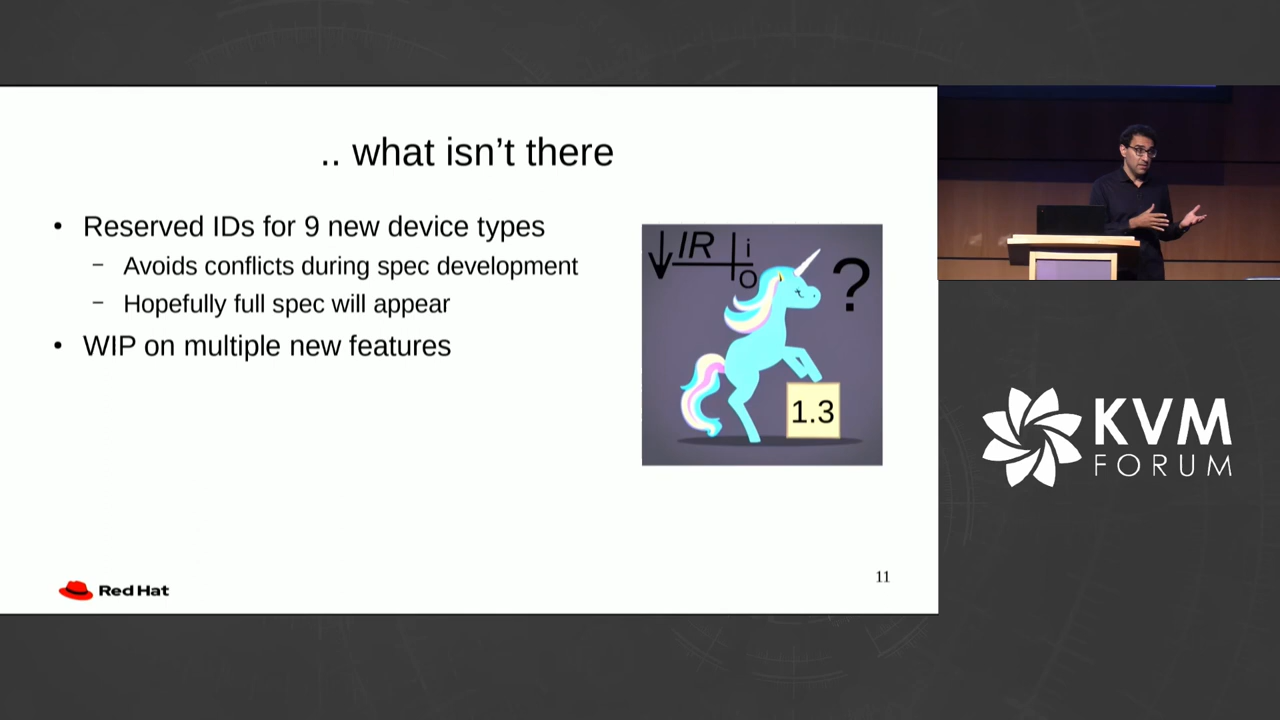 .. what isn’t there
• Reserved IDs for 9 new device types
– Avoids conflicts during spec development
– Hopefully full spec will appear
• WIP on multiple new features
IR i
O
?
1.3
Red Hat
11
KVM
FORUM